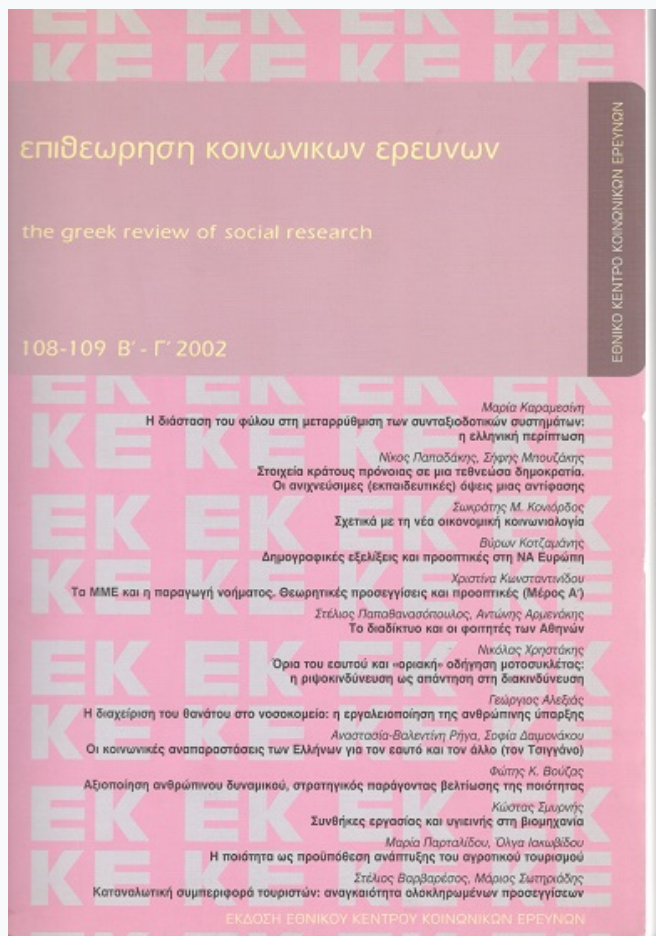 ΕΚ ΕΚ ΕΚ ΕΚ
ΚΕ ΚΕ ΚΕ ΚΕ
επιθεωρηση κοινωνικων ερευνων
the greek review of social research
108-109 Β΄ - Γ΄ 2002
ΕΘΝΙΚΟ ΚΕΝΤΡΟ ΚΟΙΝΩΝΙΚΩΝ ΕΡΕΥΝΩΝ
Μαρία Καραμεσίνη
Η διάσταση του φύλου στη μεταρρύθμιση των συνταξιοδοτικών συστημάτων:
η ελληνική περίπτωση
Νίκος Παπαδάκης, Σήφης Μπουζάκης
Στοιχεία κράτους πρόνοιας σε μια τεθνεώσα δημοκρατία.
Οι ανιχνεύσιμες (εκπαιδευτικές) όψεις μιας αντίφασης
Σωκράτης Μ. Κονιόρδος
Σχετικά με τη νέα οικονομική κοινωνιολογία
Βύρων Κοτζαμάνης
Δημογραφικές εξελίξεις και προοπτικές στη ΝΑ Ευρώπη
Χριστίνα Κωνσταντινίδου
Τα ΜΜΕ και η παραγωγή νοήματος. Θεωρητικές προσεγγίσεις και προοπτικές (Μέρος Α')
Στέλιος Παπαθανασόπουλος, Αντώνης Αρμενάκης
Το διαδίκτυο και οι φοιτητές των Αθηνών
Νικόλας Χρηστάκης
Όρια του εαυτού και «οριακή» οδήγηση μοτοσυκλέτας:
η ριψοκινδύνευση ως απάντηση στη διακινδύνευση
Γεώργιος Αλεξιάς
Η διαχείριση του θανάτου στο νοσοκομείο: η εργαλειοποίηση της ανθρώπινης ύπαρξης
Αναστασία-Βαλεντίνη Ρήγα, Σοφία Δαιμονάκου
Οι κοινωνικές αναπαραστάσεις των Ελλήνων για τον εαυτό και τον άλλο (τον Τσιγγάνο)
Φώτης Κ. Βούζας
Αξιοποίηση ανθρώπινου δυναμικού, στρατηγικός παράγοντας βελτίωσης της ποιότητας
Κώστας Σμυρνής
Συνθήκες εργασίας και υγιεινής στη βιομηχανία
Μαρία Παρταλίδου, Όλγα Ιακωβίδου
Η ποιότητα ως προϋπόθεση ανάπτυξης του αγροτικού τουρισμού
Στέλιος Βαρβαρέσος, Μάριος Σωτηριάδης
Καταναλωτική συμπεριφορά τουριστών: αναγκαιότητα ολοκληρωμένων προσεγγίσεων
ΕΚΔΟΣΗ ΕΘΝΙΚΟΥ ΚΕΝΤΡΟΥ ΚΟΙΝΩΝΙΚΩΝ ΕΡΕΥΝΩΝ